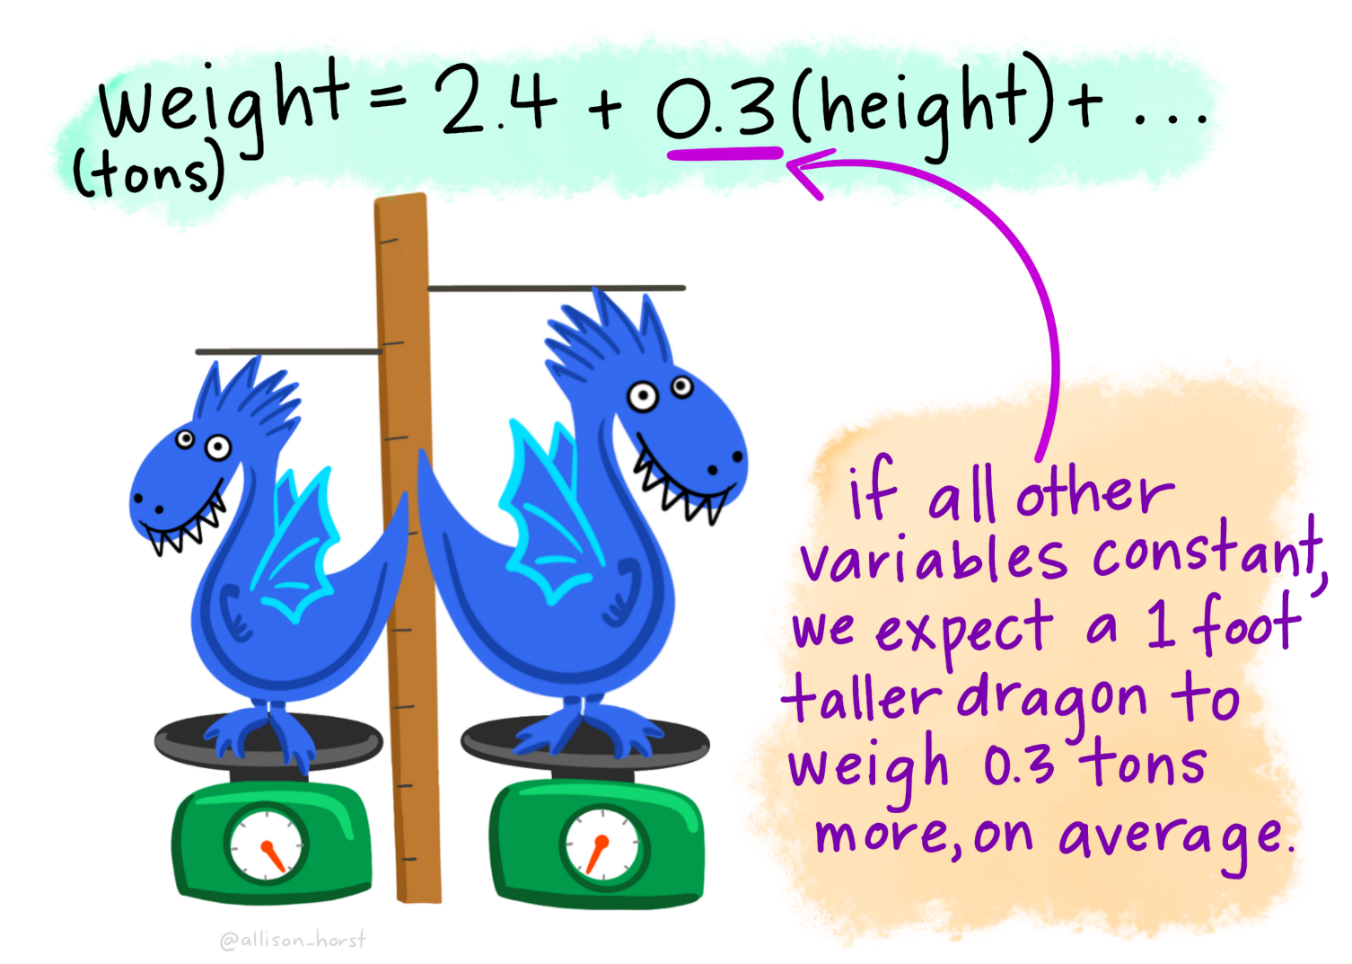 weight = 2.4 + 0.3(height) + ...
(tons)
if all other
variables constant,
we expect a 1 foot
taller dragon to
weigh 0.3 tons
more, on average.
@allison_horst